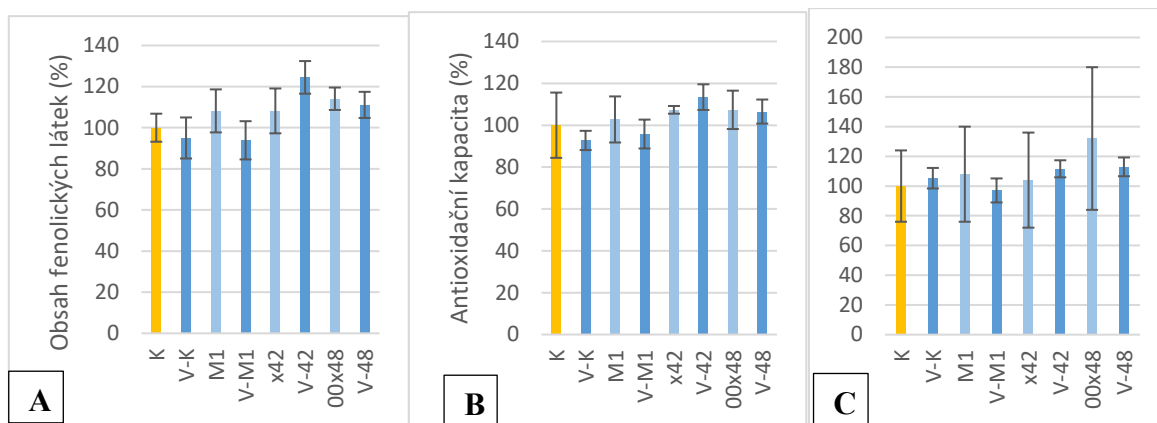 Obsah fenolických látek (%)
140
120
100
80
60
40
20
0
K
V-K
M1
V-M1
x42
V-42
00x48
V-48
A
Antioxidační kapacita (%)
140
120
100
80
60
40
20
0
K
V-K
M1
V-M1
x42
V-42
00x48
V-48
B
200
180
160
140
120
100
80
60
40
20
0
K
V-K
M1
V-M1
x42
V-42
00x48
V-48
C